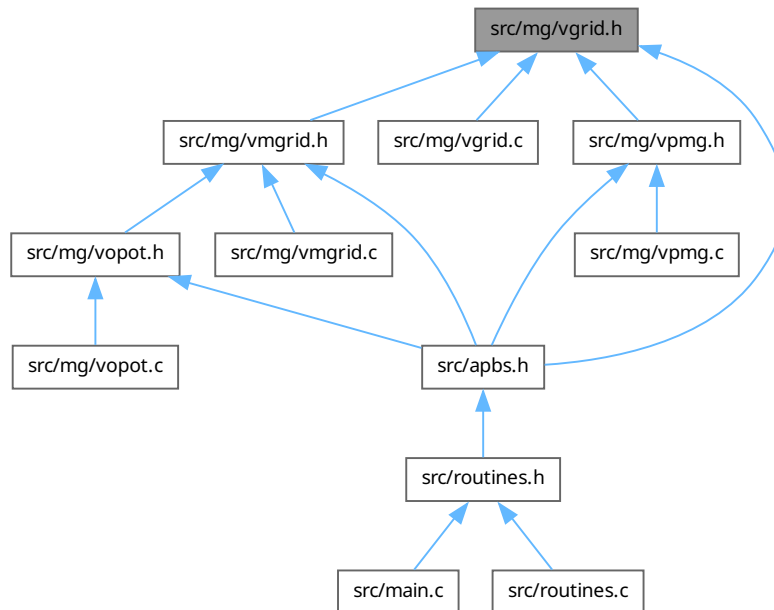 src/mg/vgrid.h
src/mg/vmgrid.h
src/mg/vgrid.c
src/mg/vpmg.h
src/mg/vopot.h
src/mg/vmgrid.c
src/mg/vpmg.c
src/mg/vopot.c
src/apbs.h
src/routines.h
src/main.c
src/routines.c